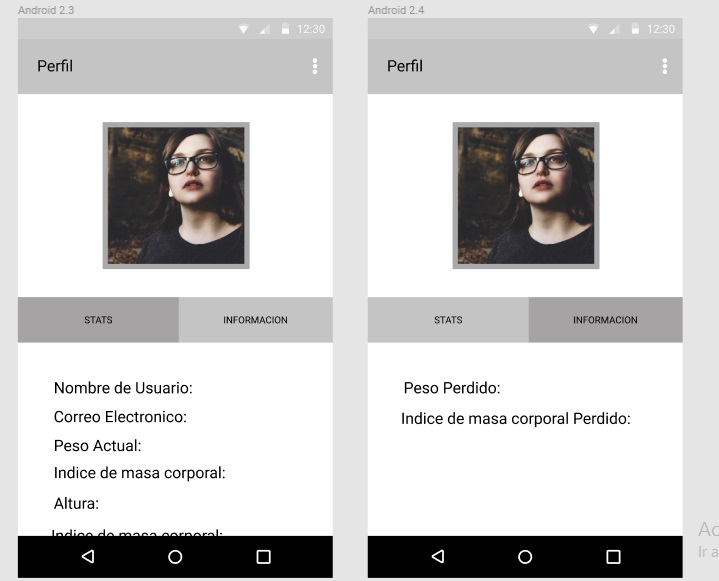 Android 2.3
Android 2.4
12:30
12:30
Perfil
Perfil
STATS
INFORMACION
STATS
INFORMACION
Nombre de Usuario:
Correo Electronico:
Peso Actual:
Indice de masa corporal:
Altura:
Indice de masa corporal:
Peso Perdido:
Indice de masa corporal Perdido:
Ir a